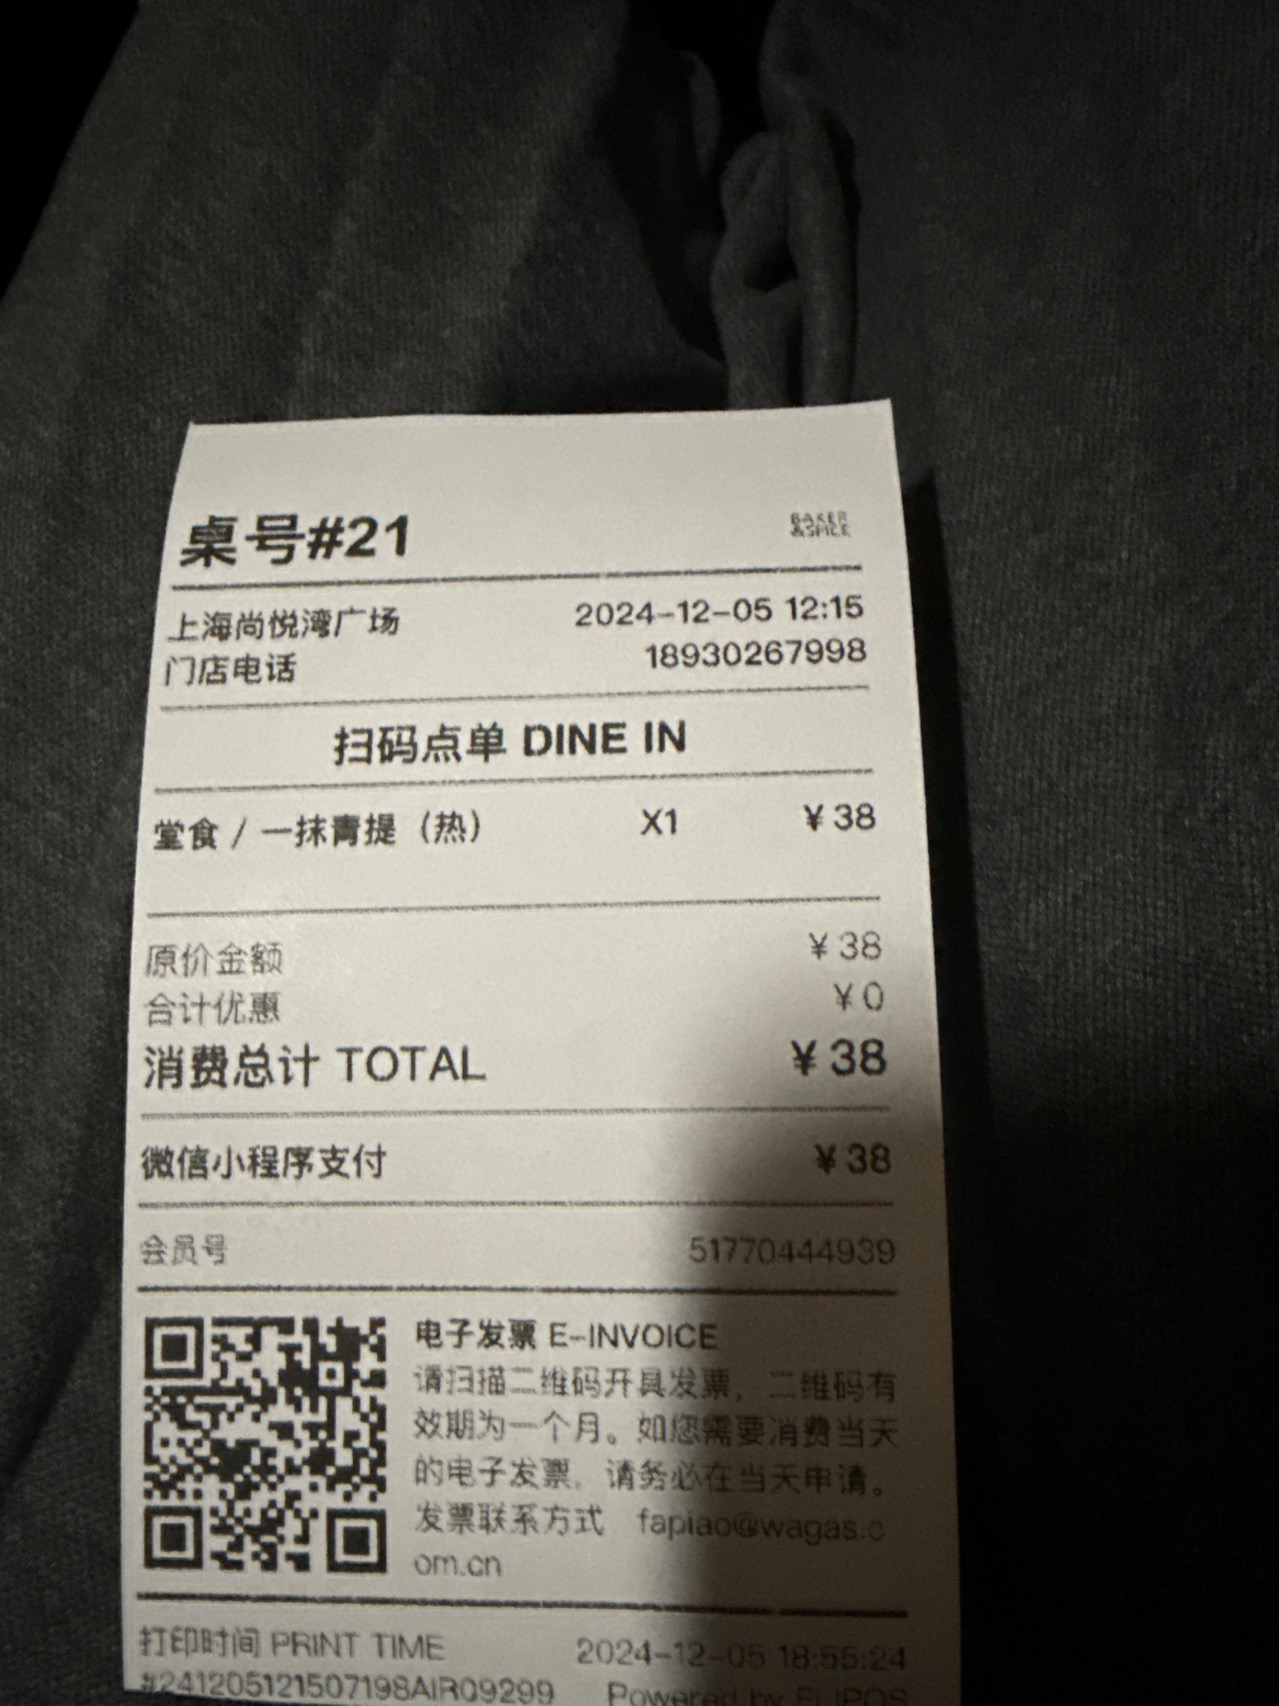 桌号#21
BAKER
&SPICE
上海尚悦湾广场 2024-12-05 12:15
门店电话 18930267998
扫码点单 DINE IN
堂食 / 一抹青提（热） X1 ¥38
原价金额 ¥38
合计优惠 ¥0
消费总计 TOTAL ¥38
微信小程序支付 ¥38
会员号 51770444939
电子发票 E-INVOICE
请扫描二维码开具发票，二维码有
效期为一个月。如您需要消费当天
的电子发票，请务必在当天申请。
发票联系方式 fapiao@wagas.c
om.cn
打印时间 PRINT TIME 2024-12-05 18:55:24
#241205121507198AIR09299 Powered by FLIPOS